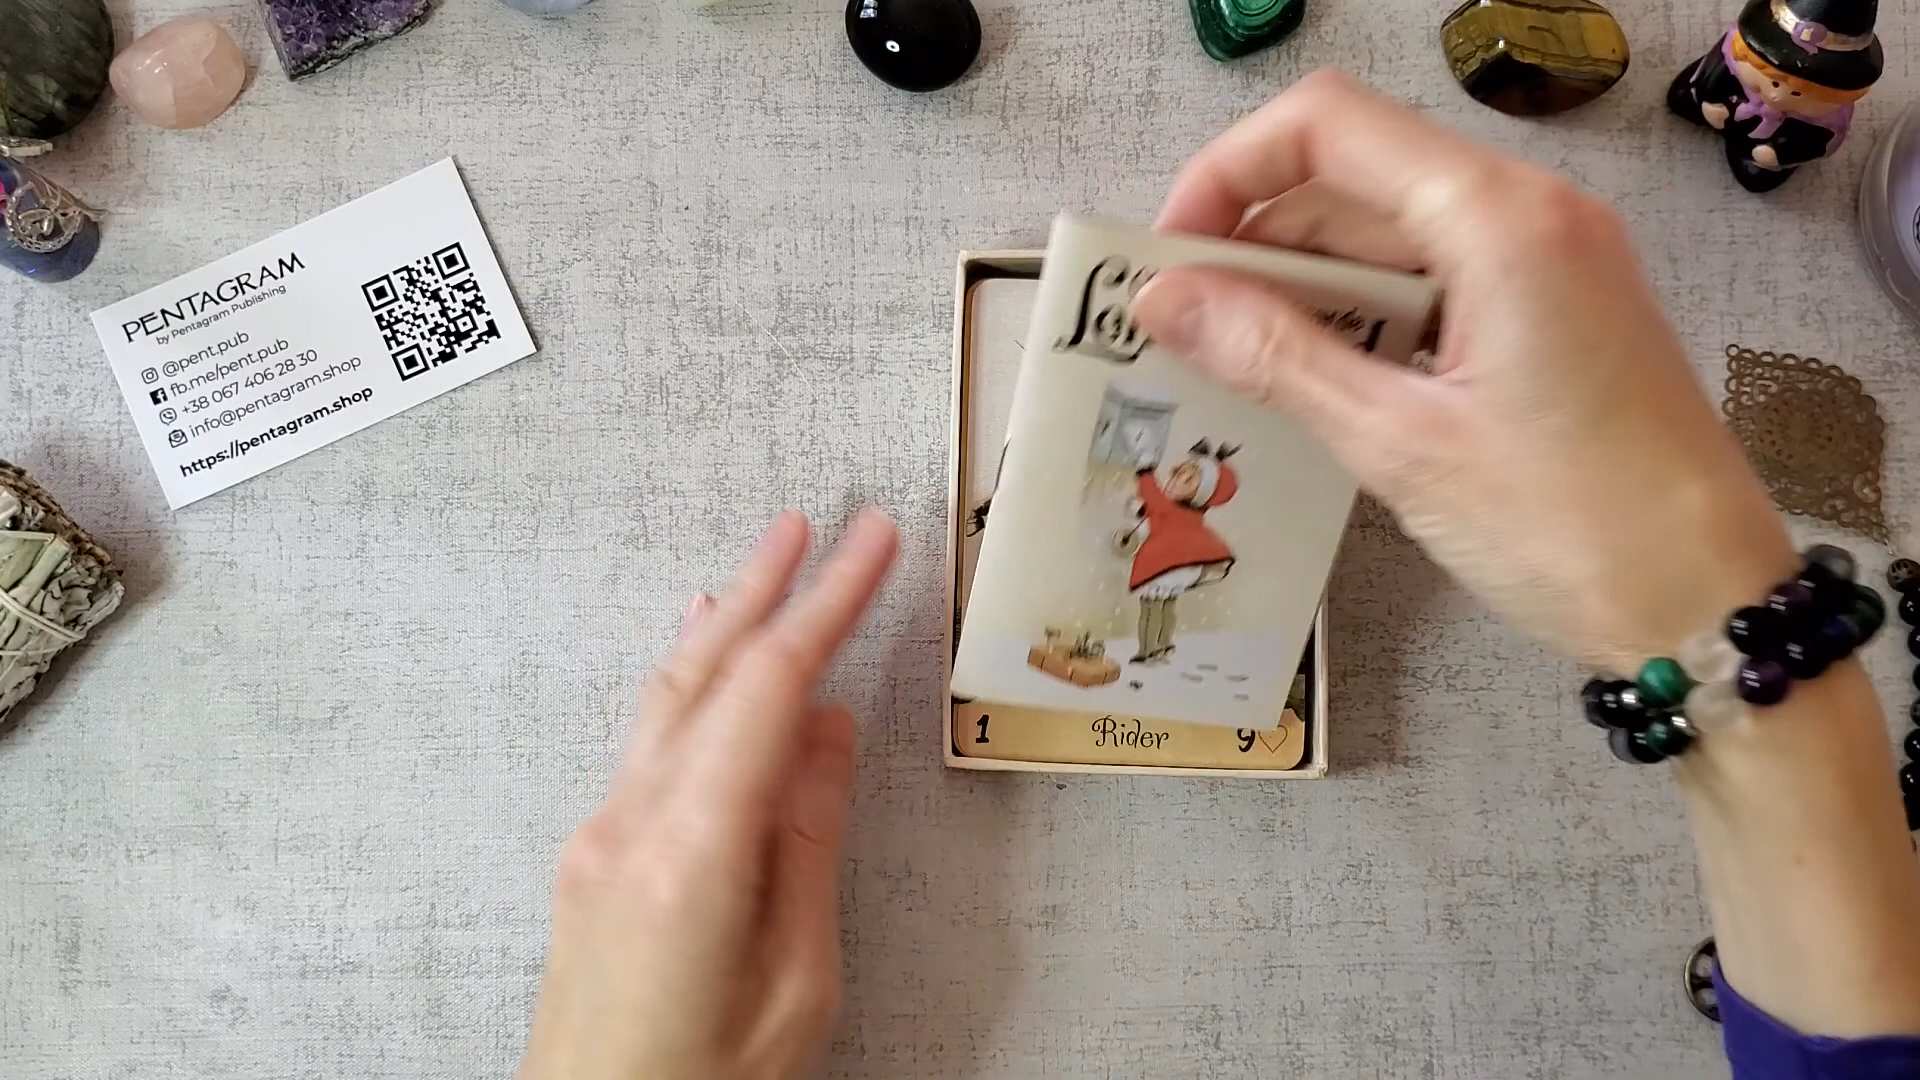 PENTAGRAM
by Pentagram Publishing
@pent.pub
fb.me/pent.pub
+38 067 406 28 30
info@pentagram.shop
https://pentagram.shop
1 Rider 9